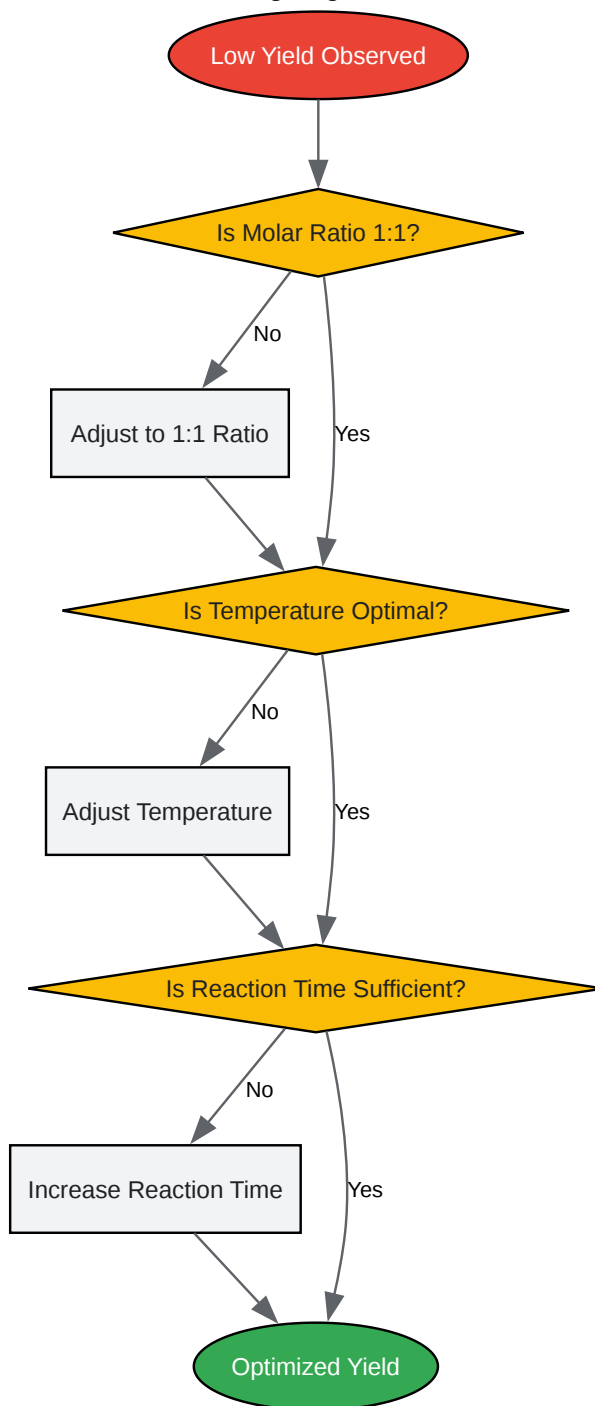 Low Yield Observed
Is Molar Ratio 1:1?
No
Adjust to 1:1 Ratio
Yes
Is Temperature Optimal?
No
Adjust Temperature
Yes
Is Reaction Time Sufficient?
No
Increase Reaction Time
Yes
Optimized Yield